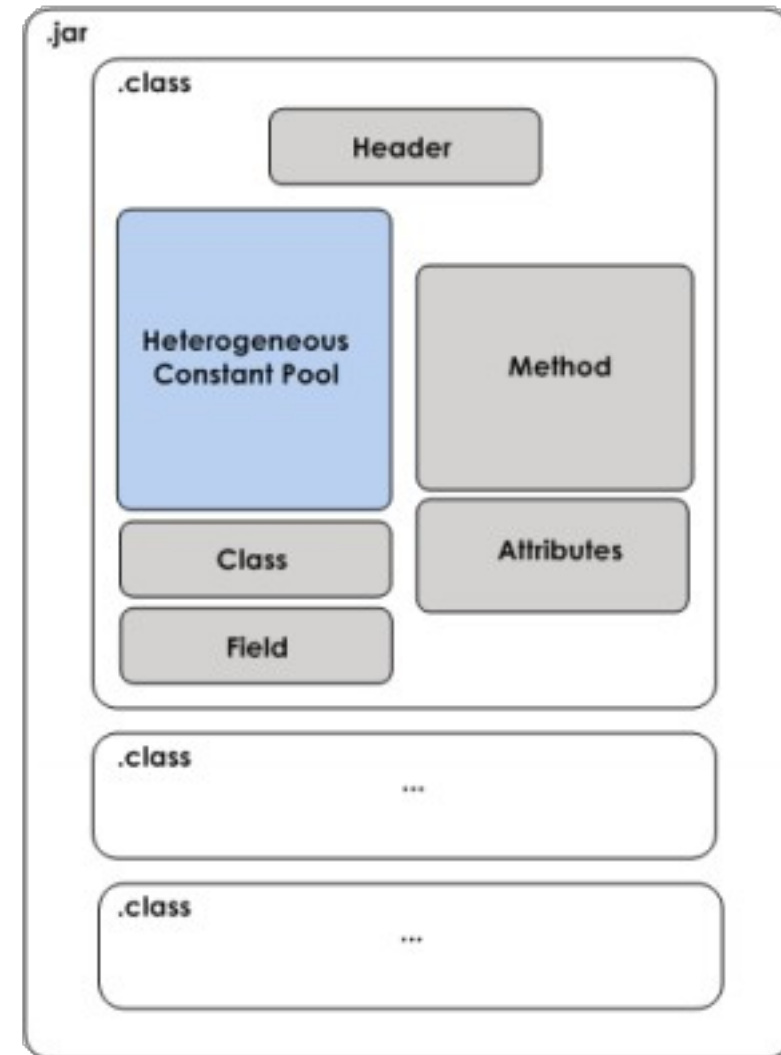 .jar
.class
Header
Heterogeneous
Constant Pool
Method
Class
Attributes
Field
.class
...
.class
...